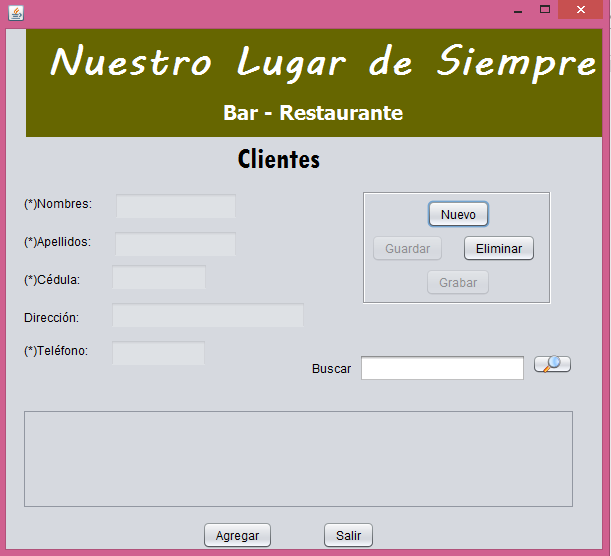 Nuestro Lugar de Siempre
Bar - Restaurante
Clientes
(*)Nombres:
(*)Apellidos:
(*)Cédula:
Dirección:
(*)Teléfono:
Nuevo
Guardar
Eliminar
Grabar
Buscar
Agregar
Salir